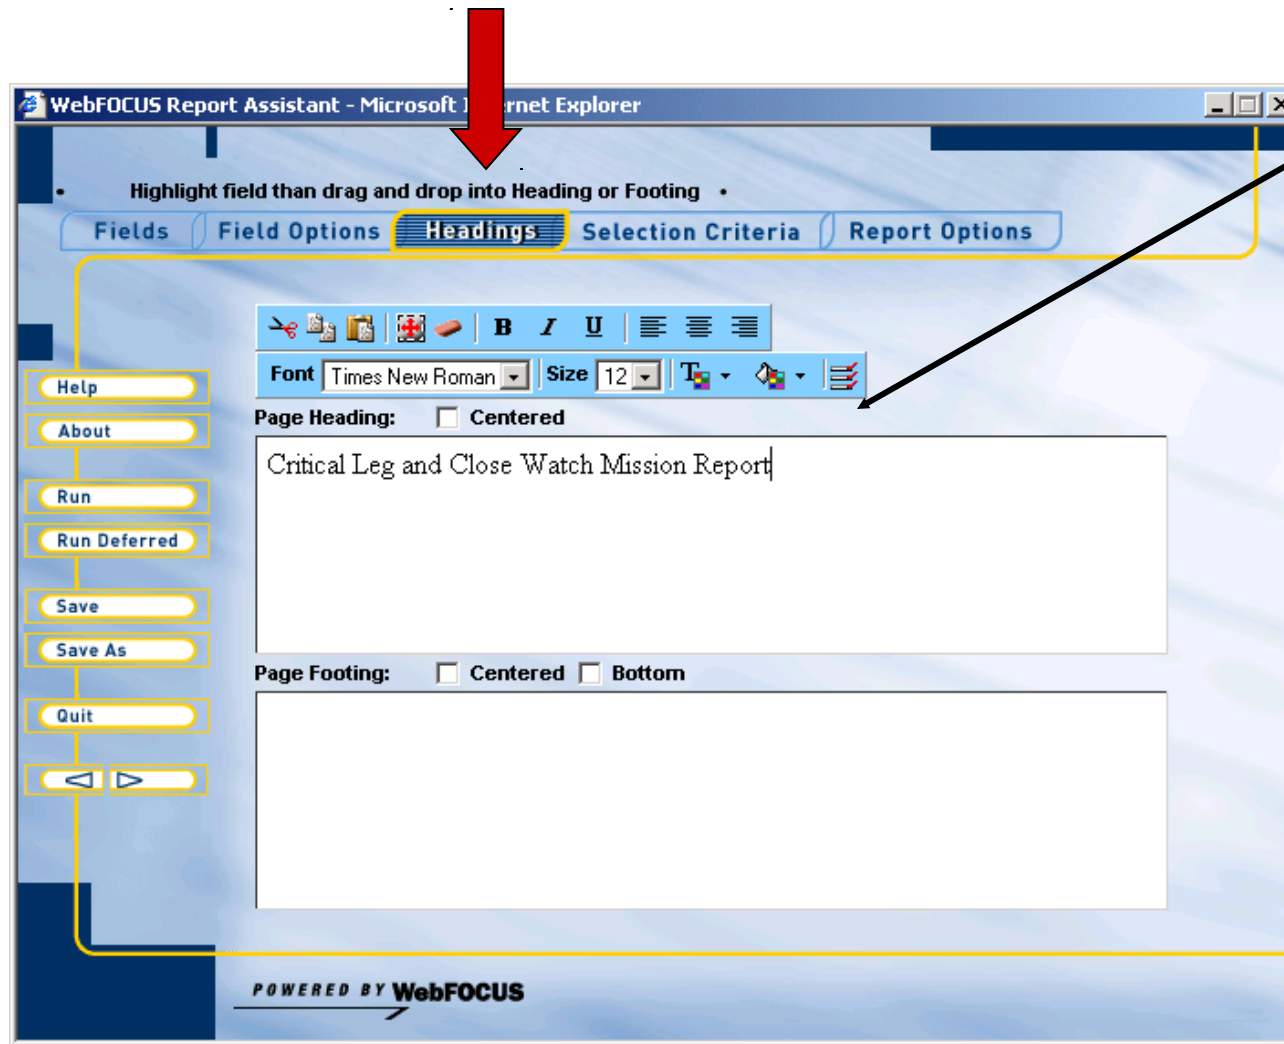 WebFOCUS Report Assistant - Microsoft I ernet Explorer
• Highlight field than drag and drop into Heading or Footing •
Fields Field Options Headings Selection Criteria Report Options
B I U
Font Times New Roman Size 12 T
Help
Page Heading: Centered
About
Critical Leg and Close Watch Mission Report
Run
Run Deferred
Save
Save As
Page Footing: Centered Bottom
Quit
POWERED BY WebFOCUS